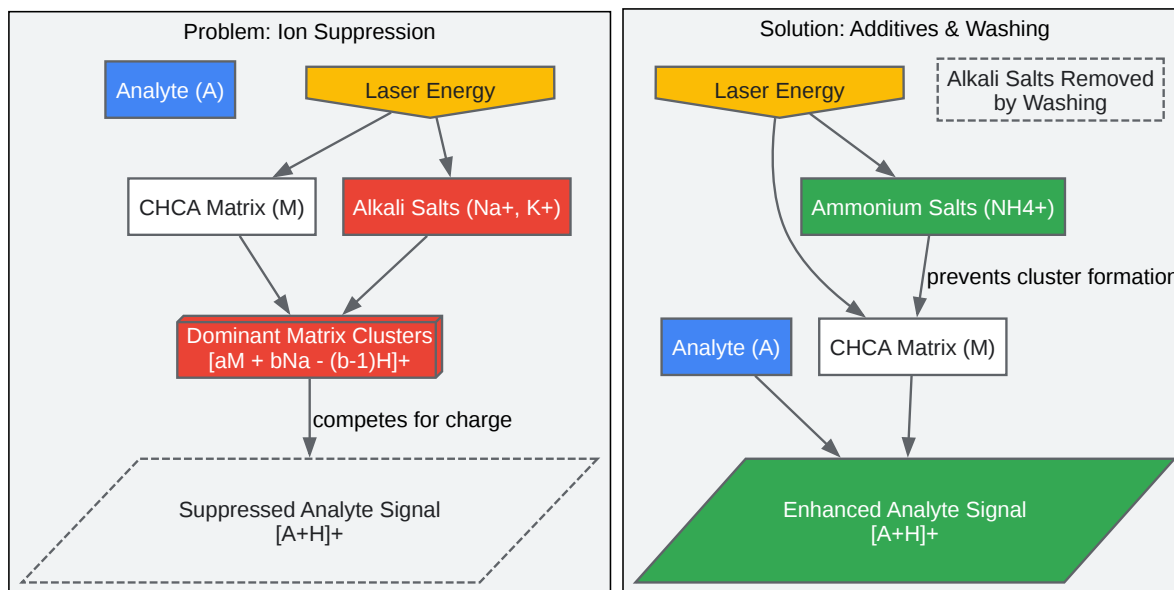 Problem: Ion Suppression
Analyte (A)
Laser Energy
CHCA Matrix (M)
Alkali Salts (Na+, K+)
Dominant Matrix Clusters
[aM + bNa - (b-1)H]+
competes for charge
Suppressed Analyte Signal
[A+H]+
Solution: Additives & Washing
Laser Energy
Alkali Salts Removed
by Washing
Ammonium Salts (NH4+)
prevents cluster formation
Analyte (A)
CHCA Matrix (M)
Enhanced Analyte Signal
[A+H]+